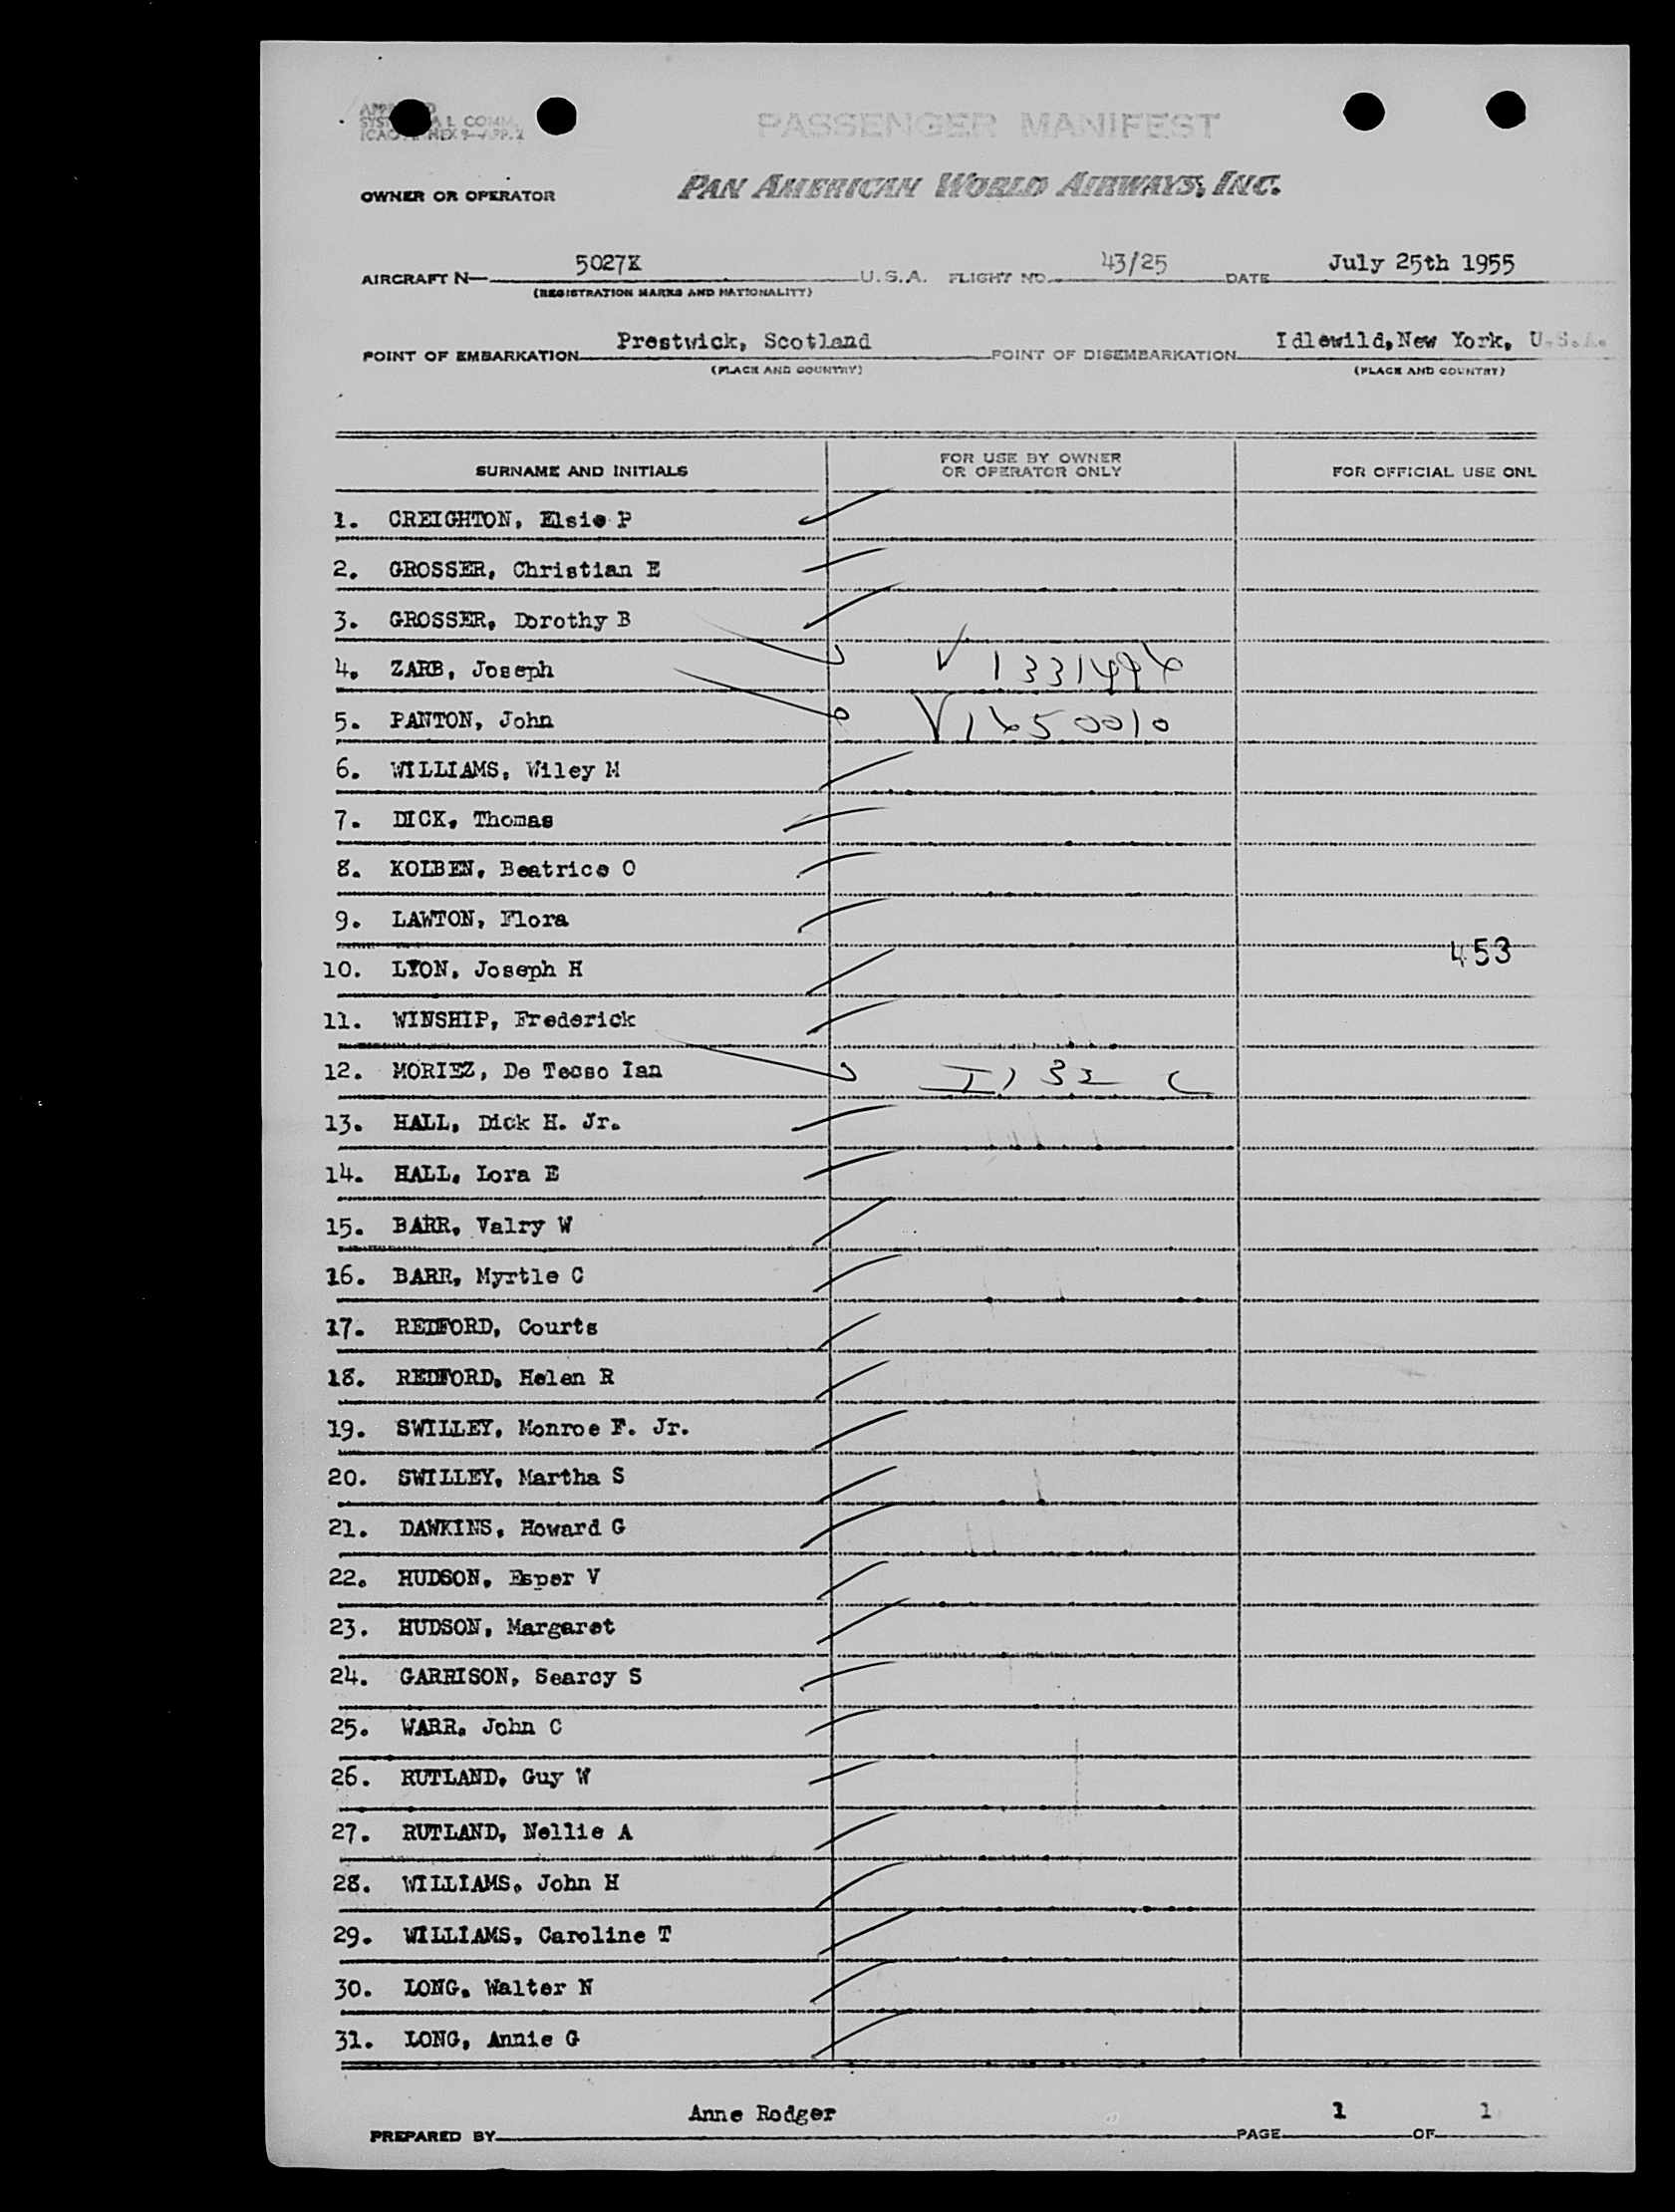 PASSENGER MANIFEST
OWNER OR OPERATOR PAN AMERICAN WORLD AIRWAYS, INC.
AIRCRAFT N— 5027K U.S.A. FLIGHT NO. 43/25 DATE July 25th 1955
(REGISTRATION MARKS AND NATIONALITY)
POINT OF EMBARKATION Prestwick, Scotland POINT OF DISEMBARKATION Idlewild,New York, U.S.A.
(PLACE AND COUNTRY) (PLACE AND COUNTRY)
SURNAME AND INITIALS FOR USE BY OWNER OR OPERATOR ONLY FOR OFFICIAL USE ONL
1. CREIGHTON, Elsie P
2. GROSSER, Christian E
3. GROSSER, Dorothy B
4. ZARB, Joseph
5. PANTON, John V1650010
6. WILLIAMS, Wiley M
7. DICK, Thomas
8. KOLBEN, Beatrice O
9. LAWTON, Flora
453
10. LYON, Joseph H
11. WINSHIP, Frederick
12. MORIEZ, De Tecso Ian I132 C
13. HALL, Dick H. Jr.
14. HALL, Lora E
15. BARR, Valry W
16. BARR, Myrtle C
17. REDFORD, Courts
18. REDFORD, Helen R
19. SWILLEY, Monroe F. Jr.
20. SWILLEY, Martha S
21. DAWKINS, Howard G
22. HUDSON, Esper V
23. HUDSON, Margaret
24. GARRISON, Searcy S
25. WARR, John C
26. RUTLAND, Guy W
27. RUTLAND, Nellie A
28. WILLIAMS, John H
29. WILLIAMS, Caroline T
30. LONG, Walter N
31. LONG, Annie G
PREPARED BY Anne Rodger PAGE 1 OF 1